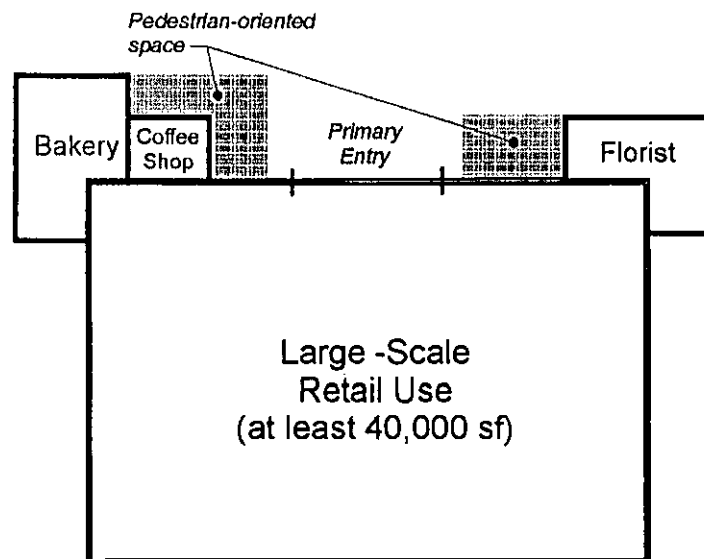 Pedestrian-oriented
space
Bakery
Coffee
Shop
Primary
Entry
Florist
Large -Scale
Retail Use
(at least 40,000 sf)